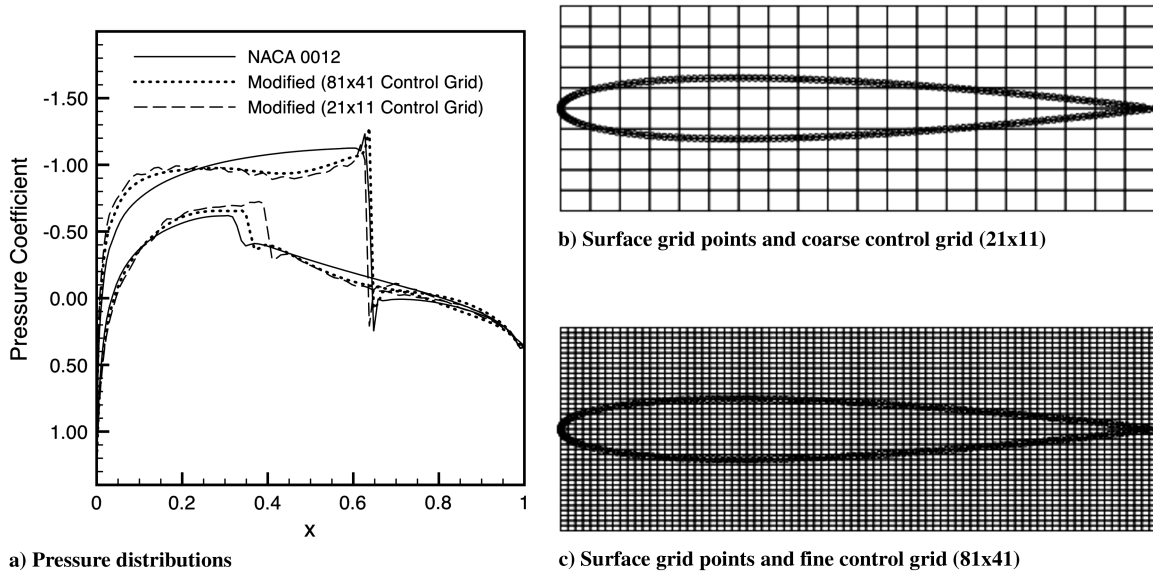 NACA 0012
Modified (81x41 Control Grid)
Modified (21x11 Control Grid)
-1.50
-1.00
-0.50
0.00
0.50
1.00
Pressure Coefficient
0
0.2
0.4
0.6
0.8
1
x
a) Pressure distributions
b) Surface grid points and coarse control grid (21x11)
c) Surface grid points and fine control grid (81x41)